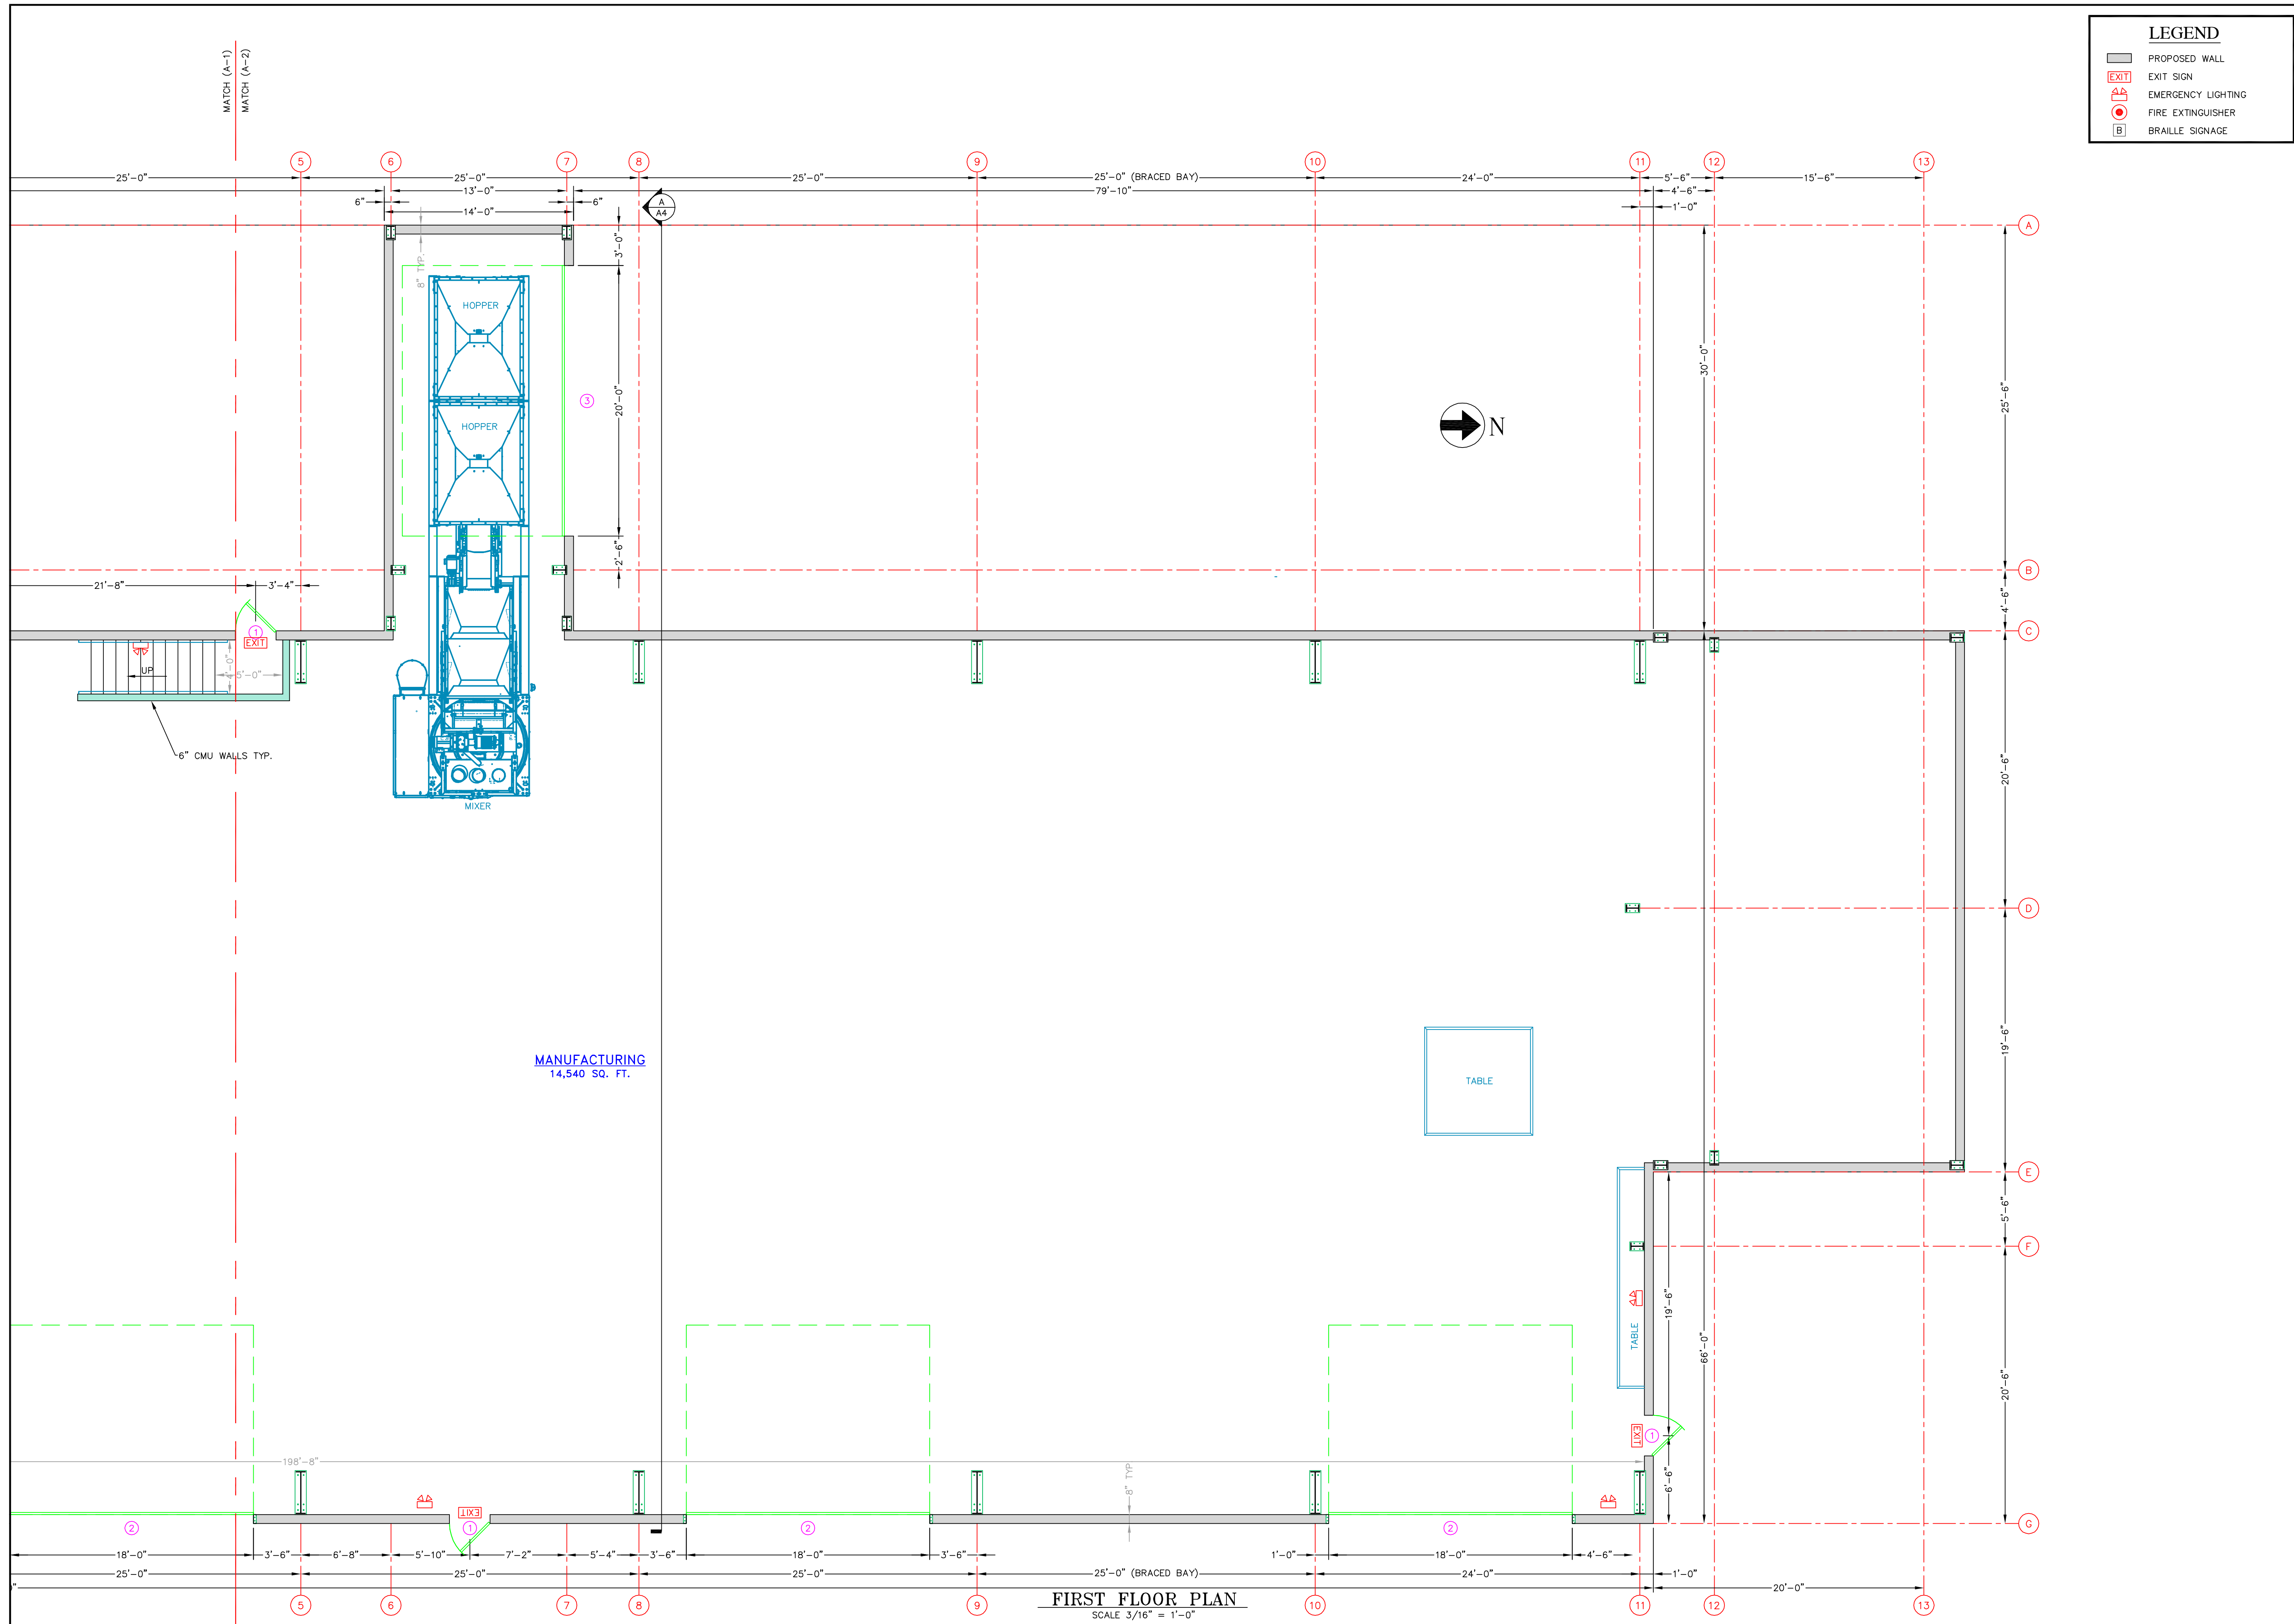 LEGEND
PROPOSED WALL
EXIT EXIT SIGN
EMERGENCY LIGHTING
FIRE EXTINGUISHER
B BRAILLE SIGNAGE
MATCH (A-1)
MATCH (A-2)
5 6 7 8 9 10 11 12 13
25'-0" 25'-0" 25'-0" 25'-0" (BRACED BAY) 24'-0" 5'-6" 15'-6"
13'-0" 79'-10" 4'-6"
6" 6"
14'-0" 1'-0"
A
A4
A
3'-0"
8" TYP.
HOPPER
30'-0"
20'-0"
3
25'-6"
HOPPER
N
2'-6"
B
21'-8" 3'-4"
4'-6"
1
EXIT
C
UP
4'-0"
5'-0"
6" CMU WALLS TYP.
20'-6"
MIXER
D
19'-6"
MANUFACTURING
14,540 SQ. FT.
TABLE
E
5'-6"
F
19'-6"
TABLE
66'-0"
20'-6"
EXIT
1
198'-8"
8" TYP.
6'-6"
EXIT
2 1 2 2
G
18'-0" 3'-6" 6'-8" 5'-10" 7'-2" 5'-4" 3'-6" 18'-0" 3'-6" 1'-0" 18'-0" 4'-6"
25'-0" 25'-0" 25'-0" 25'-0" (BRACED BAY) 24'-0" 1'-0"
20'-0"
5 6 7 8 9 10 11 12 13
FIRST FLOOR PLAN
SCALE 3/16" = 1'-0"